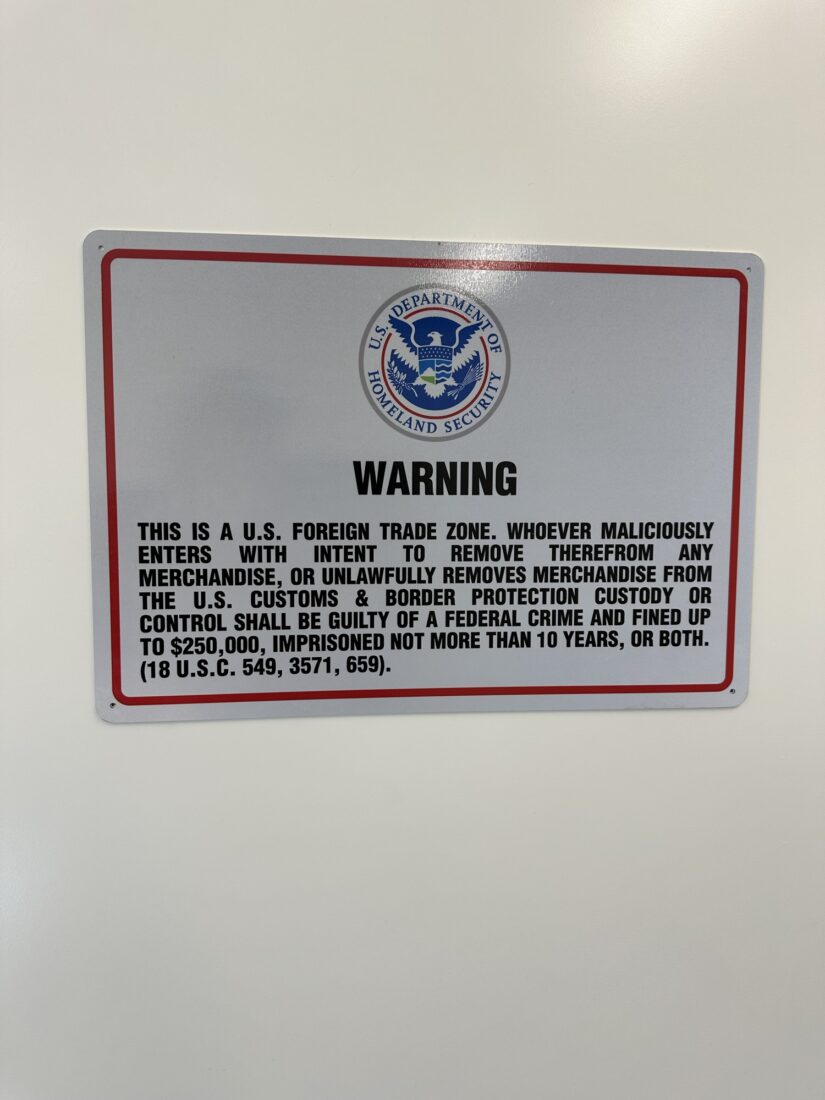 U.S. DEPARTMENT OF
HOMELAND SECURITY
WARNING
THIS IS A U.S. FOREIGN TRADE ZONE. WHOEVER MALICIOUSLY
ENTERS WITH INTENT TO REMOVE THEREFROM ANY
MERCHANDISE, OR UNLAWFULLY REMOVES MERCHANDISE FROM
THE U.S. CUSTOMS & BORDER PROTECTION CUSTODY OR
CONTROL SHALL BE GUILTY OF A FEDERAL CRIME AND FINED UP
TO $250,000, IMPRISONED NOT MORE THAN 10 YEARS, OR BOTH.
(18 U.S.C. 549, 3571, 659).